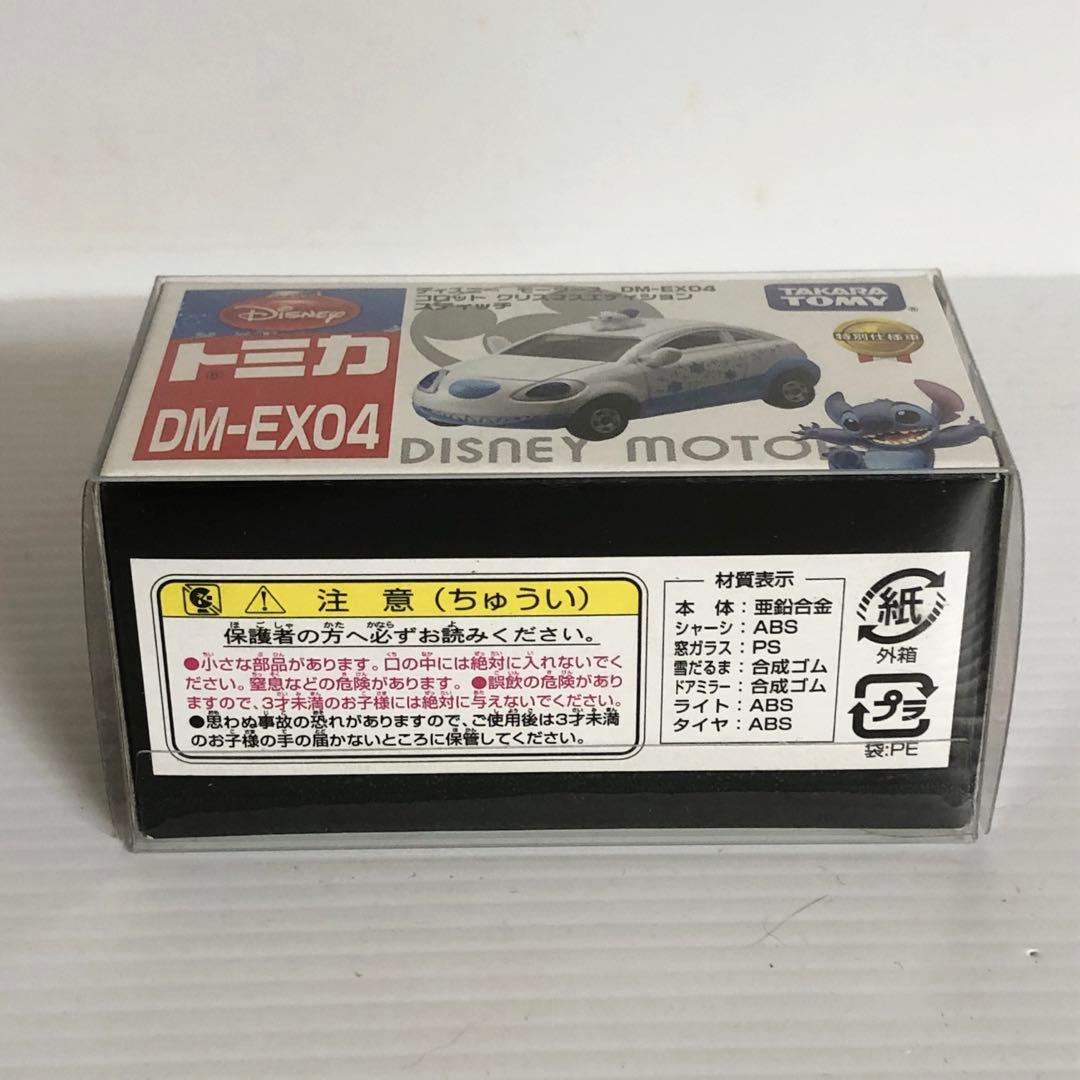 ディズニー モータース DM-EX04
コロット クリスマスエディション
スティッチ
TAKARA
TOMY
®
DISNEY
トミカ
®
特別仕様車
DM-EX04
DISNEY MOTO
注意(ちゅうい)
保護者の方へ必ずお読みください。
●小さな部品があります。口の中には絶対に入れないでく
ださい。窒息などの危険があります。●誤飲の危険があり
ますので、3才未満のお子様には絶対に与えないでください。
●思わぬ事故の恐れがありますので、ご使用後は3才未満
のお子様の手の届かないところに保管してください。
材質表示
本 体:亜鉛合金
シャーシ:ABS
窓ガラス:PS
雪だるま:合成ゴム
ドアミラー:合成ゴム
ライト:ABS
タイヤ:ABS
紙
外箱
プラ
袋:PE